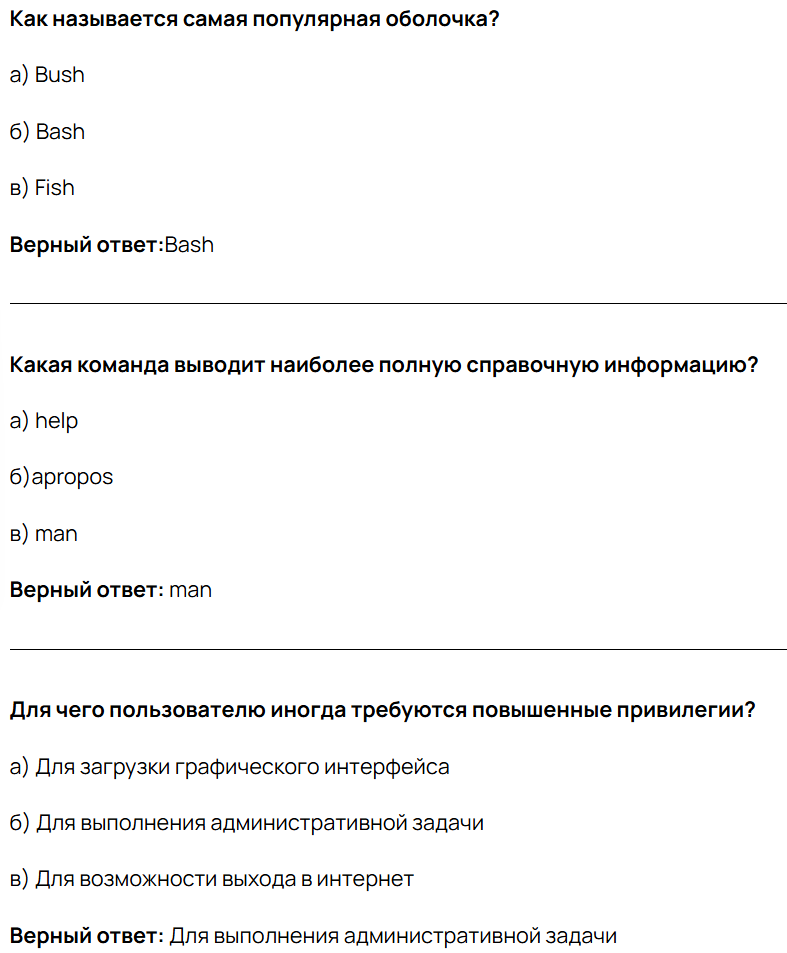 Как называется самая популярная оболочка?
а) Bush
б) Bash
в) Fish
Верный ответ:Bash
Какая команда выводит наиболее полную справочную информацию?
а) help
б)apropos
в) man
Верный ответ: man
Для чего пользователю иногда требуются повышенные привилегии?
а) Для загрузки графического интерфейса
б) Для выполнения административной задачи
в) Для возможности выхода в интернет
Верный ответ: Для выполнения административной задачи